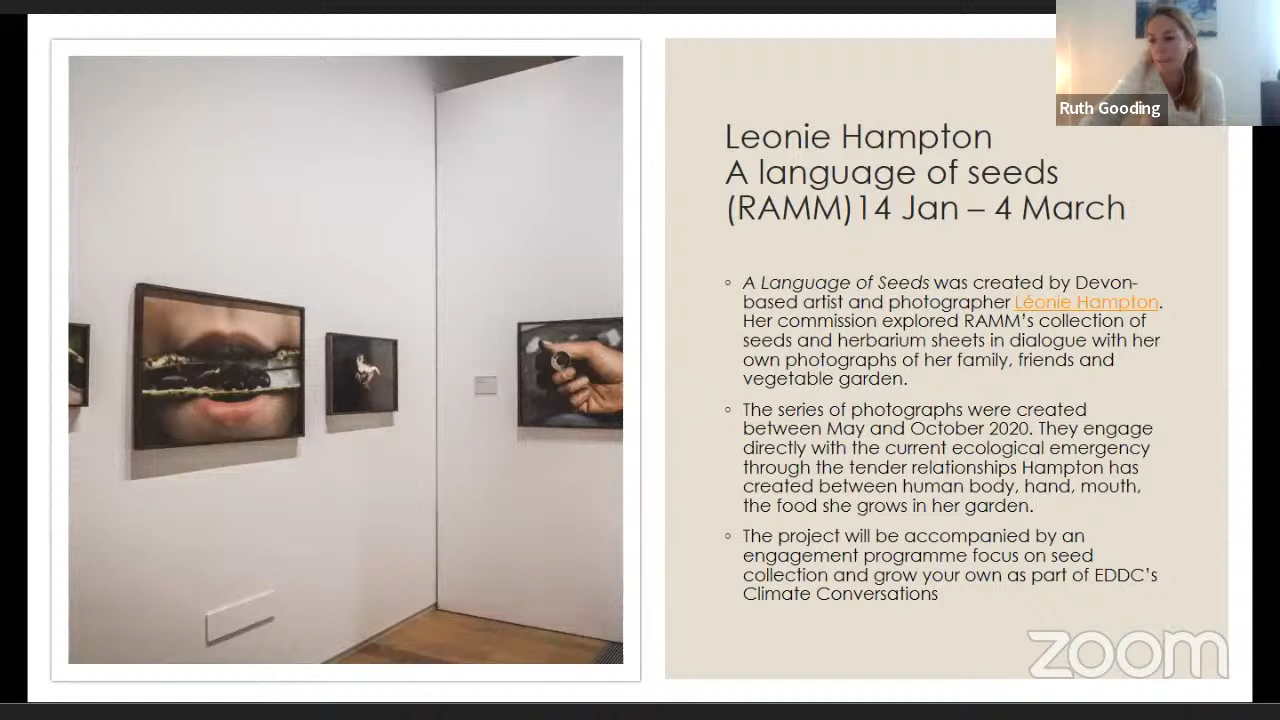 Ruth Gooding
Leonie Hampton
A language of seeds
(RAMM)14 Jan – 4 March
A Language of Seeds was created by Devon-
based artist and photographer Léonie Hampton.
Her commission explored RAMM's collection of
seeds and herbarium sheets in dialogue with her
own photographs of her family, friends and
vegetable garden.
The series of photographs were created
between May and October 2020. They engage
directly with the current ecological emergency
through the tender relationships Hampton has
created between human body, hand, mouth,
the food she grows in her garden.
The project will be accompanied by an
engagement programme focus on seed
collection and grow your own as part of EDDC's
Climate Conversations
zoom